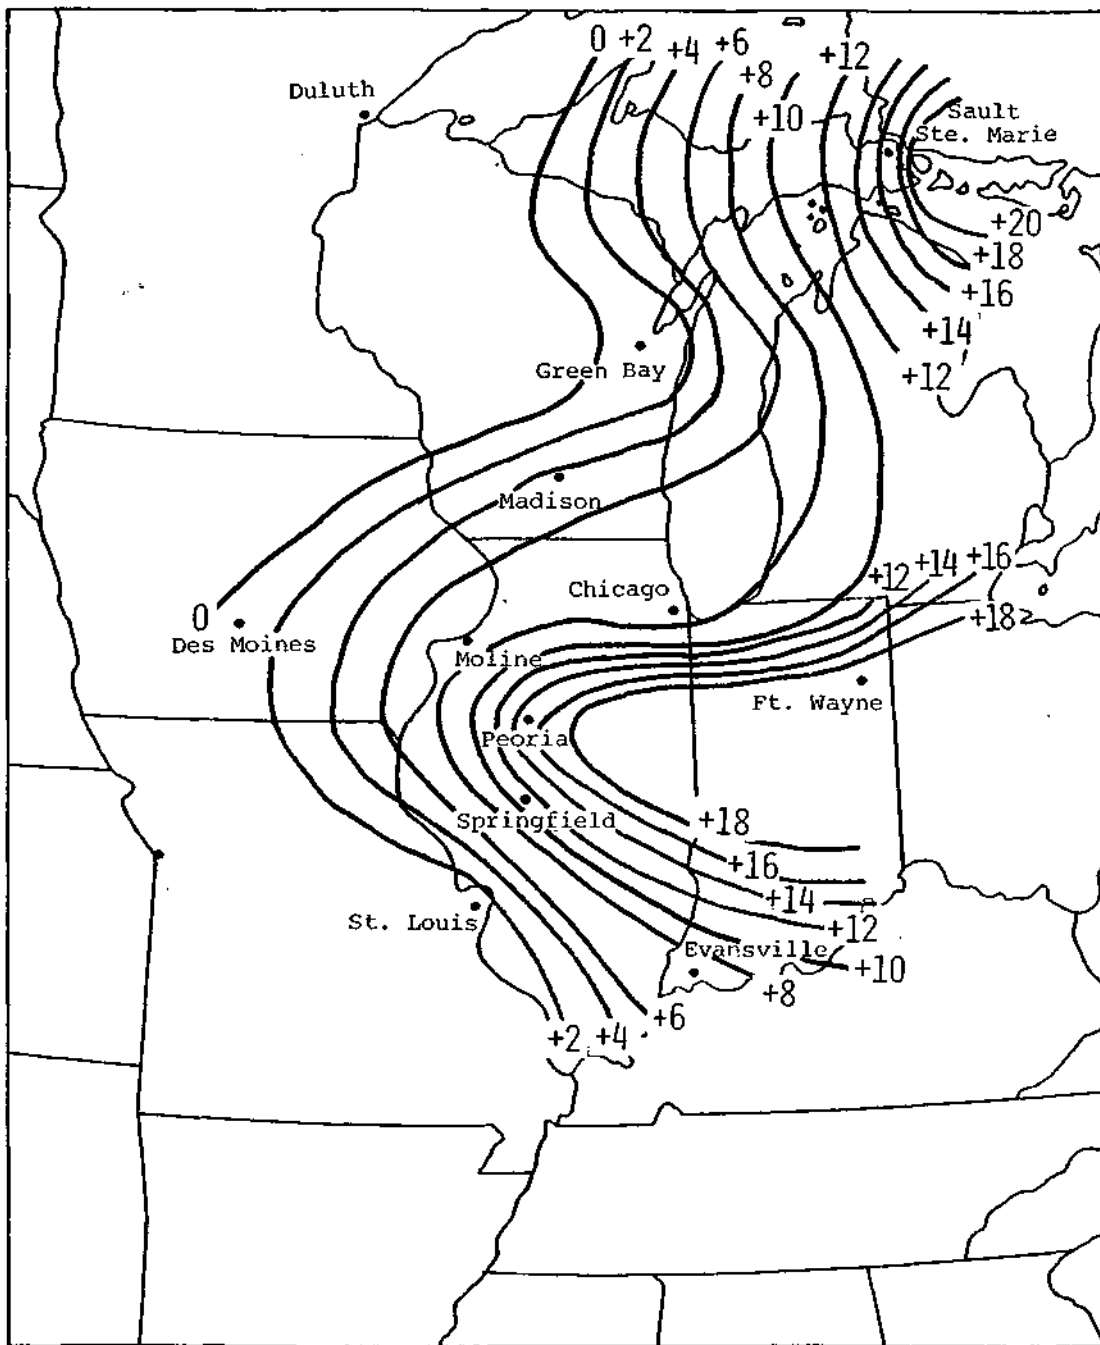 0 +2 +4 +6 +12
+8
Duluth
+10
Sault
Ste. Marie
+20
+18
+16
+14
+12
Green Bay
Madison
+12 +14 +16
Chicago
0
+18
Des Moines
Moline
Ft. Wayne
Peoria
Springfield
+18
+16
+14
St. Louis
+12
Evansville
+10
+8
+6
+2 +4